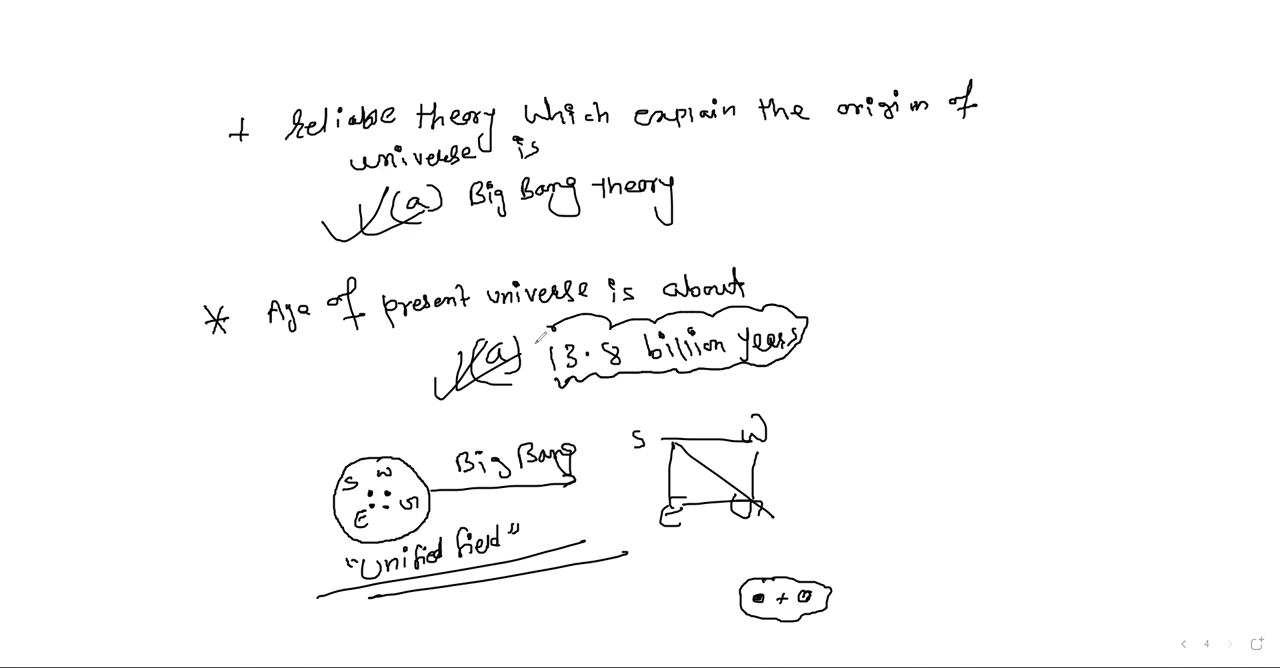 + Reliable theory which explain the origin of
universe is
(a) Big Bang theory
* Age of present universe is about
(a) 13.8 billion years
S W
E G
Big Bang
"Unified field"
S W
E G
+
4